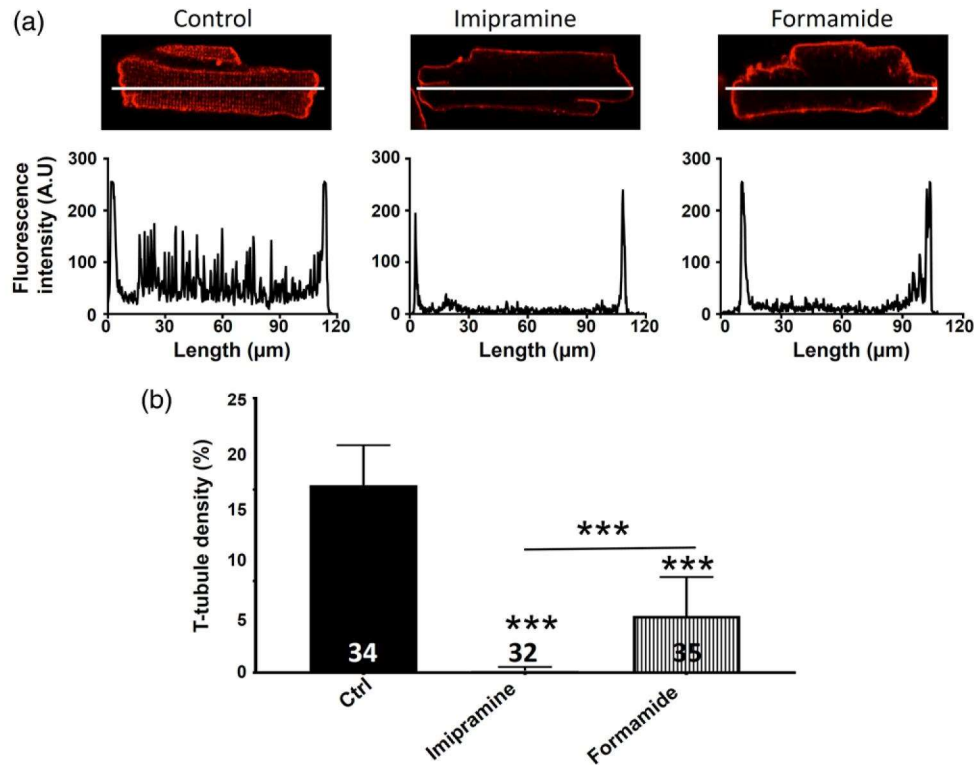 (a)
Control
Imipramine
Formamide
Fluorescence
intensity (A.U)
300
200
100
0
0 30 60 90 120
Length (µm)
300
200
100
0
0 30 60 90 120
Length (µm)
300
200
100
0
0 30 60 90 120
Length (µm)
(b)
T-tubule density (%)
25
20
15
10
5
0
***
***
***
34
32
35
Ctrl
Imipramine
Formamide